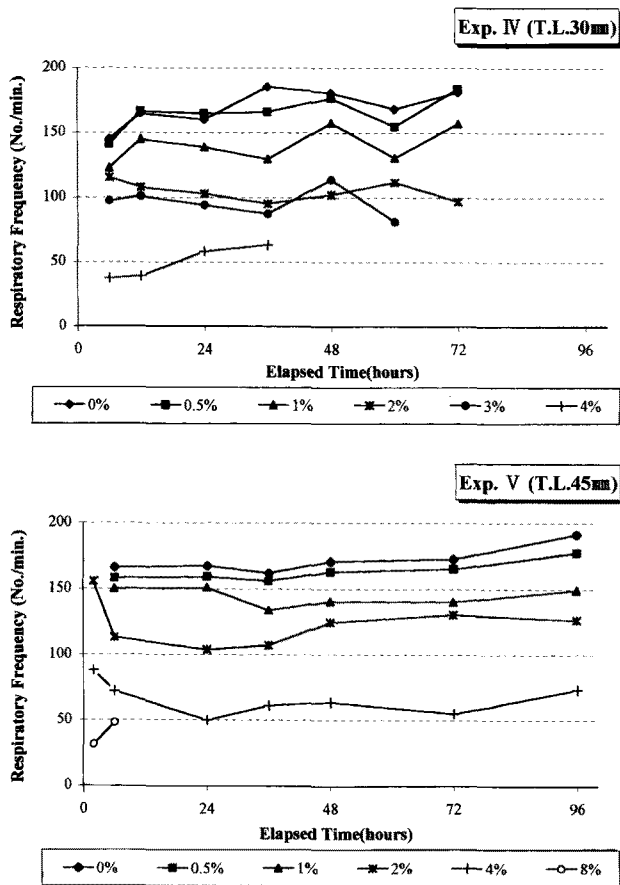 Exp. Ⅳ (T.L.30㎜)
Respiratory Frequency (No./min.)
200
150
100
50
0
0 24 48 72 96
Elapsed Time(hours)
0% 0.5% 1% 2% 3% 4%
Exp. Ⅴ (T.L.45㎜)
Respiratory Frequency (No./min.)
200
150
100
50
0
0 24 36 48 72 96
Elapsed Time(hours)
0% 0.5% 1% 2% 4% 8%